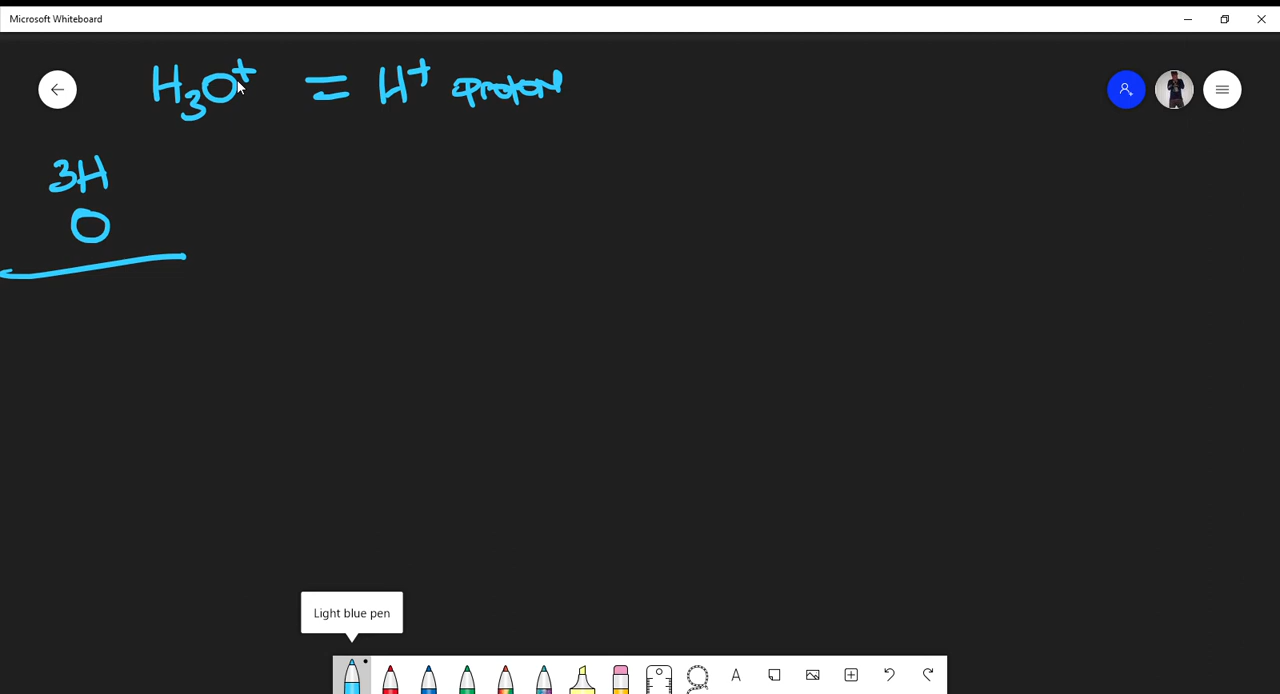 Microsoft Whiteboard
H₃O⁺ = H⁺ proton
3H
O
Light blue pen
A